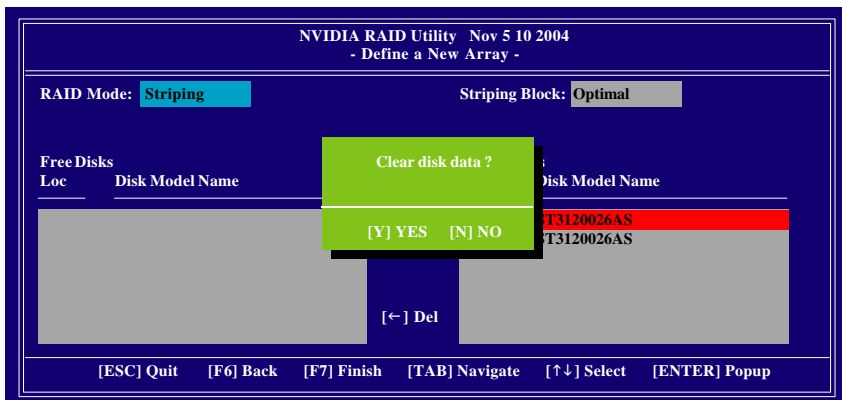 NVIDIA RAID Utility Nov 5 10 2004
- Define a New Array -
RAID Mode: Striping
Striping Block: Optimal
Free Disks
Loc Disk Model Name
Disk Model Name
Clear disk data ?
[Y] YES [N] NO
ST3120026AS
ST3120026AS
[←] Del
[ESC] Quit [F6] Back [F7] Finish [TAB] Navigate [↑↓] Select [ENTER] Popup